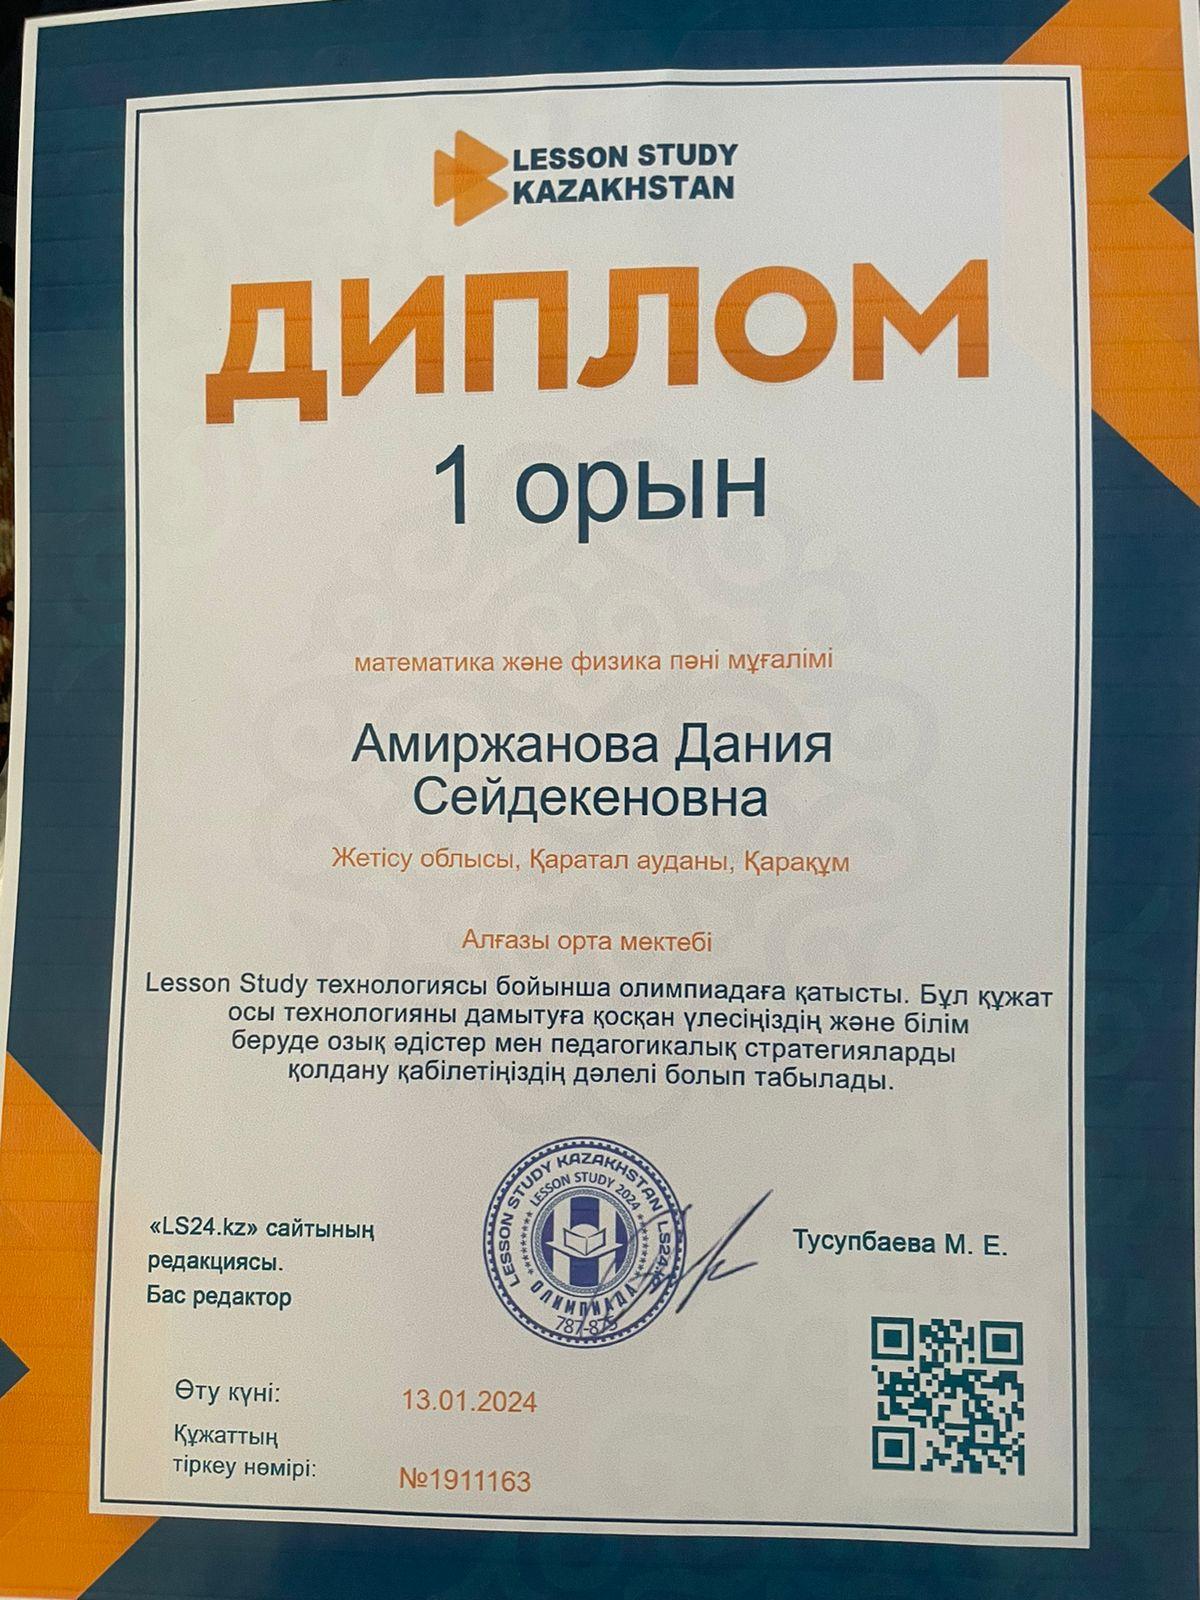 LESSON STUDY
KAZAKHSTAN
ДИПЛОМ
1 орын
математика және физика пәні мұғалімі
Амиржанова Дания
Сейдекеновна
Жетісу облысы, Қаратал ауданы, Қарақұм
Алғазы орта мектебі
Lesson Study технологиясы бойынша олимпиадаға қатысты. Бұл құжат
осы технологияны дамытуға қосқан үлесіңіздің және білім
беруде озық әдістер мен педагогикалық стратегияларды
қолдану қабілетіңіздің дәлелі болып табылады.
«LS24.kz» сайтының
редакциясы.
Бас редактор
LESSON STUDY KAZAKHSTAN LS24.kz
LESSON STUDY 2024
ОЛИМПИАДА
787-875
Тусупбаева М. Е.
Өту күні:
13.01.2024
Құжаттың
тіркеу нөмірі:
№1911163